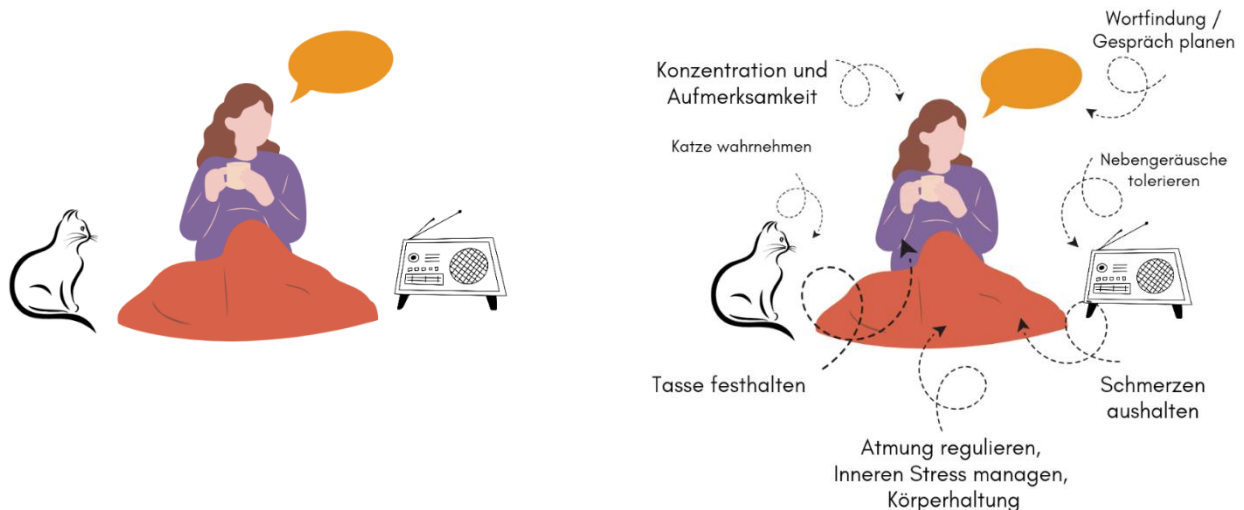 Wortfindung /
Gespräch planen
Konzentration und
Aufmerksamkeit
Katze wahrnehmen
Nebengeräusche
tolerieren
Tasse festhalten
Schmerzen
aushalten
Atmung regulieren,
Inneren Stress managen,
Körperhaltung